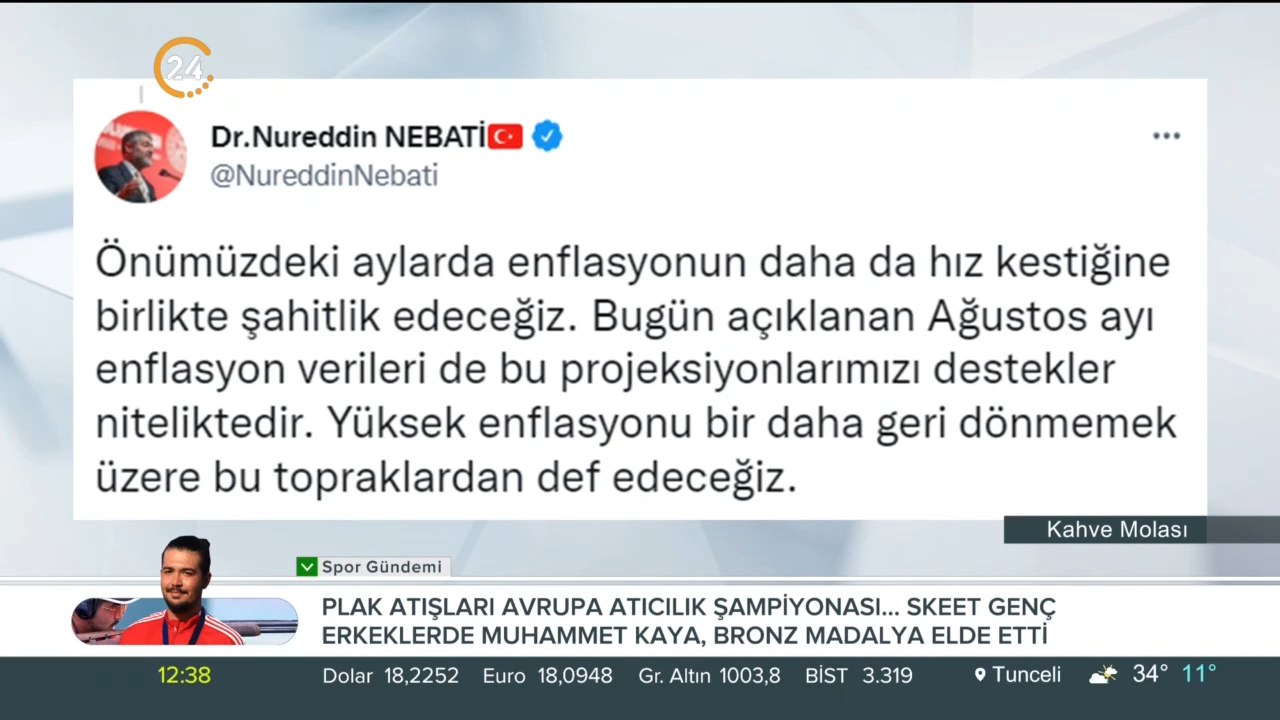 24
Dr.Nureddin NEBATİ
@NureddinNebati
Önümüzdeki aylarda enflasyonun daha da hız kestiğine
birlikte şahitlik edeceğiz. Bugün açıklanan Ağustos ayı
enflasyon verileri de bu projeksiyonlarımızı destekler
niteliktedir. Yüksek enflasyonu bir daha geri dönmemek
üzere bu topraklardan def edeceğiz.
Kahve Molası
Spor Gündemi
PLAK ATIŞLARI AVRUPA ATICILIK ŞAMPİYONASI... SKEET GENÇ
ERKEKLERDE MUHAMMET KAYA, BRONZ MADALYA ELDE ETTİ
12:38 Dolar 18,2252 Euro 18,0948 Gr. Altın 1003,8 BİST 3.319 Tunceli 34° 11°